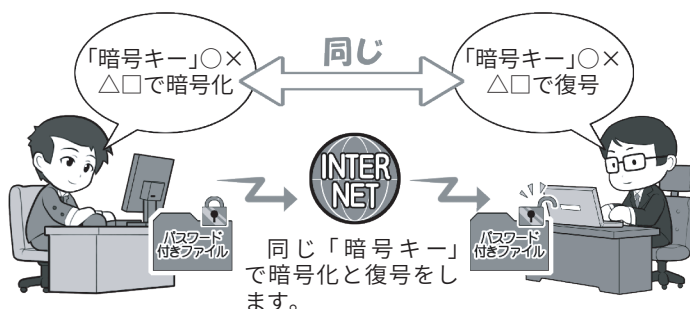 「暗号キー」○×
△□で暗号化
同じ
「暗号キー」○×
△□で復号
INTER
NET
パスワード
付きファイル
パスワード
付きファイル
同じ「暗号キー」
で暗号化と復号をし
ます。